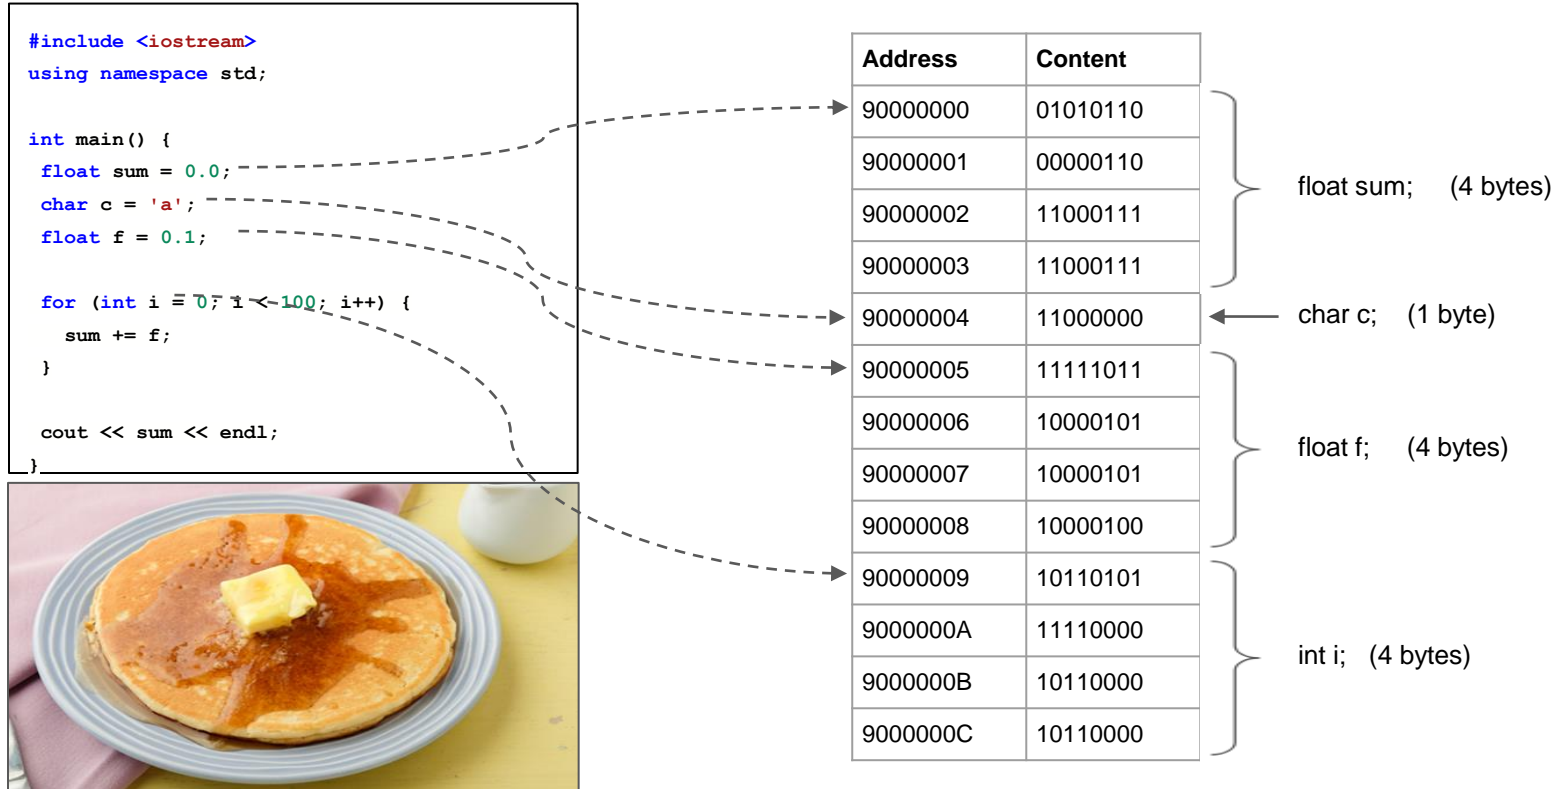 #include <iostream>
using namespace std;
int main() {
float sum = 0.0;
char c = 'a';
float f = 0.1;
for (int i = 0; i < 100; i++) {
sum += f;
}
cout << sum << endl;
}
Address Content
90000000 01010110
90000001 00000110
90000002 11000111
90000003 11000111
90000004 11000000
90000005 11111011
90000006 10000101
90000007 10000101
90000008 10000100
90000009 10110101
9000000A 11110000
9000000B 10110000
9000000C 10110000
float sum; (4 bytes)
char c; (1 byte)
float f; (4 bytes)
int i; (4 bytes)